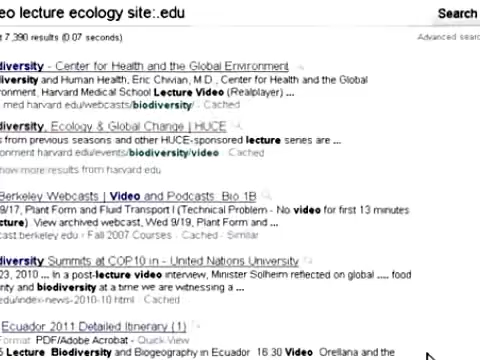 eo lecture ecology site:.edu
Search
t 7,390 results (0.07 seconds)
Advanced sear
diversity - Center for Health and the Global Environment
diversity and Human Health, Eric Chivian, M.D., Center for Health and the Global
ronment, Harvard Medical School Lecture Video (Realplayer) ...
med harvard edu/webcasts/biodiversity/ - Cached
diversity, Ecology & Global Change | HUCE
s from previous seasons and other HUCE-sponsored lecture series are ...
onment harvard edu/events/biodiversity/video Cached
how more results from harvard edu
Berkeley Webcasts | Video and Podcasts Bio 1B
9/17, Plant Form and Fluid Transport I (Technical Problem - No video for first 13 minutes
cture) View archived webcast, Wed 9/19, Plant Form and ...
cast.berkeley edu - Fall 2007 Courses - Cached - Similar
diversity Summits at COP10 in - United Nations University
23, 2010 ... In a post-lecture video interview, Minister Solheim reflected on global .... food
rity and biodiversity at a time we are witnessing a ...
edu/index-news-2010-10 html - Cached
Ecuador 2011 Detailed Itinerary (1)
Format PDF/Adobe Acrobat - Quick View
5 Lecture Biodiversity and Biogeography in Ecuador 16 30 Video Orellana and the